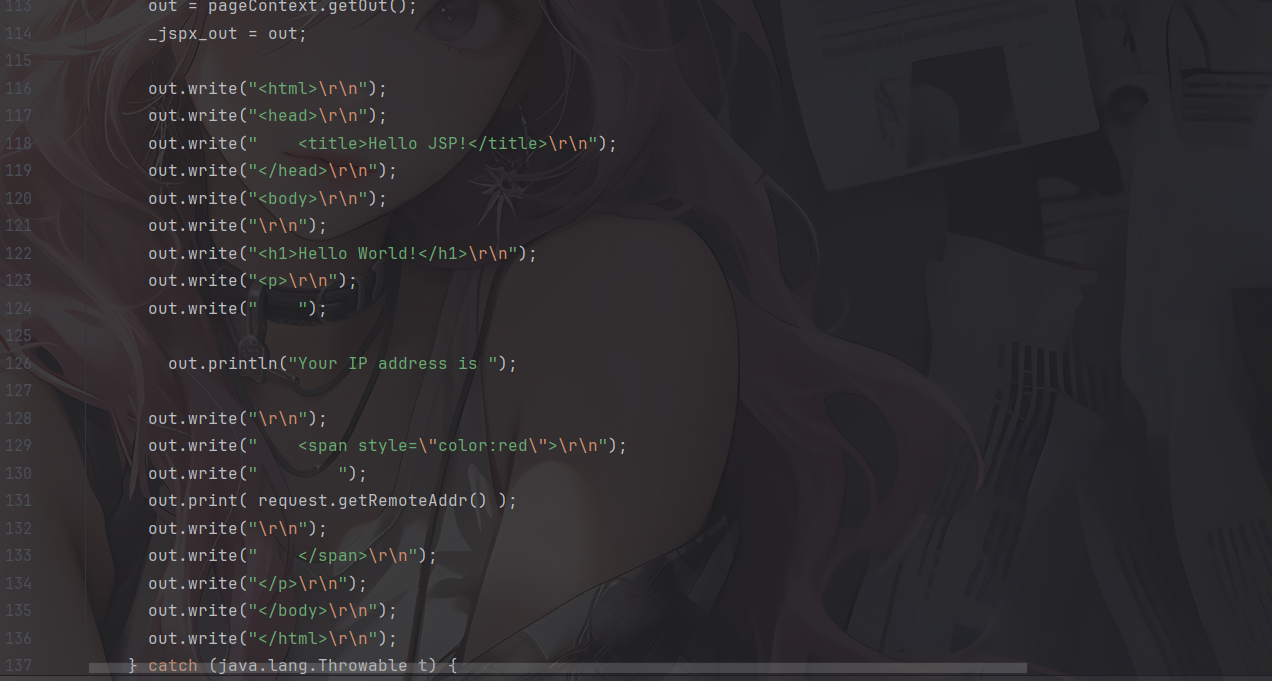 113 out = pageContext.getOut();
114 _jspx_out = out;
115
116 out.write("<html>\r\n");
117 out.write("<head>\r\n");
118 out.write("    <title>Hello JSP!</title>\r\n");
119 out.write("</head>\r\n");
120 out.write("<body>\r\n");
121 out.write("\r\n");
122 out.write("<h1>Hello World!</h1>\r\n");
123 out.write("<p>\r\n");
124 out.write("    ");
125
126   out.println("Your IP address is ");
127
128 out.write("\r\n");
129 out.write("    <span style=\"color:red\">\r\n");
130 out.write("        ");
131 out.print( request.getRemoteAddr() );
132 out.write("\r\n");
133 out.write("    </span>\r\n");
134 out.write("</p>\r\n");
135 out.write("</body>\r\n");
136 out.write("</html>\r\n");
137 } catch (java.lang.Throwable t) {